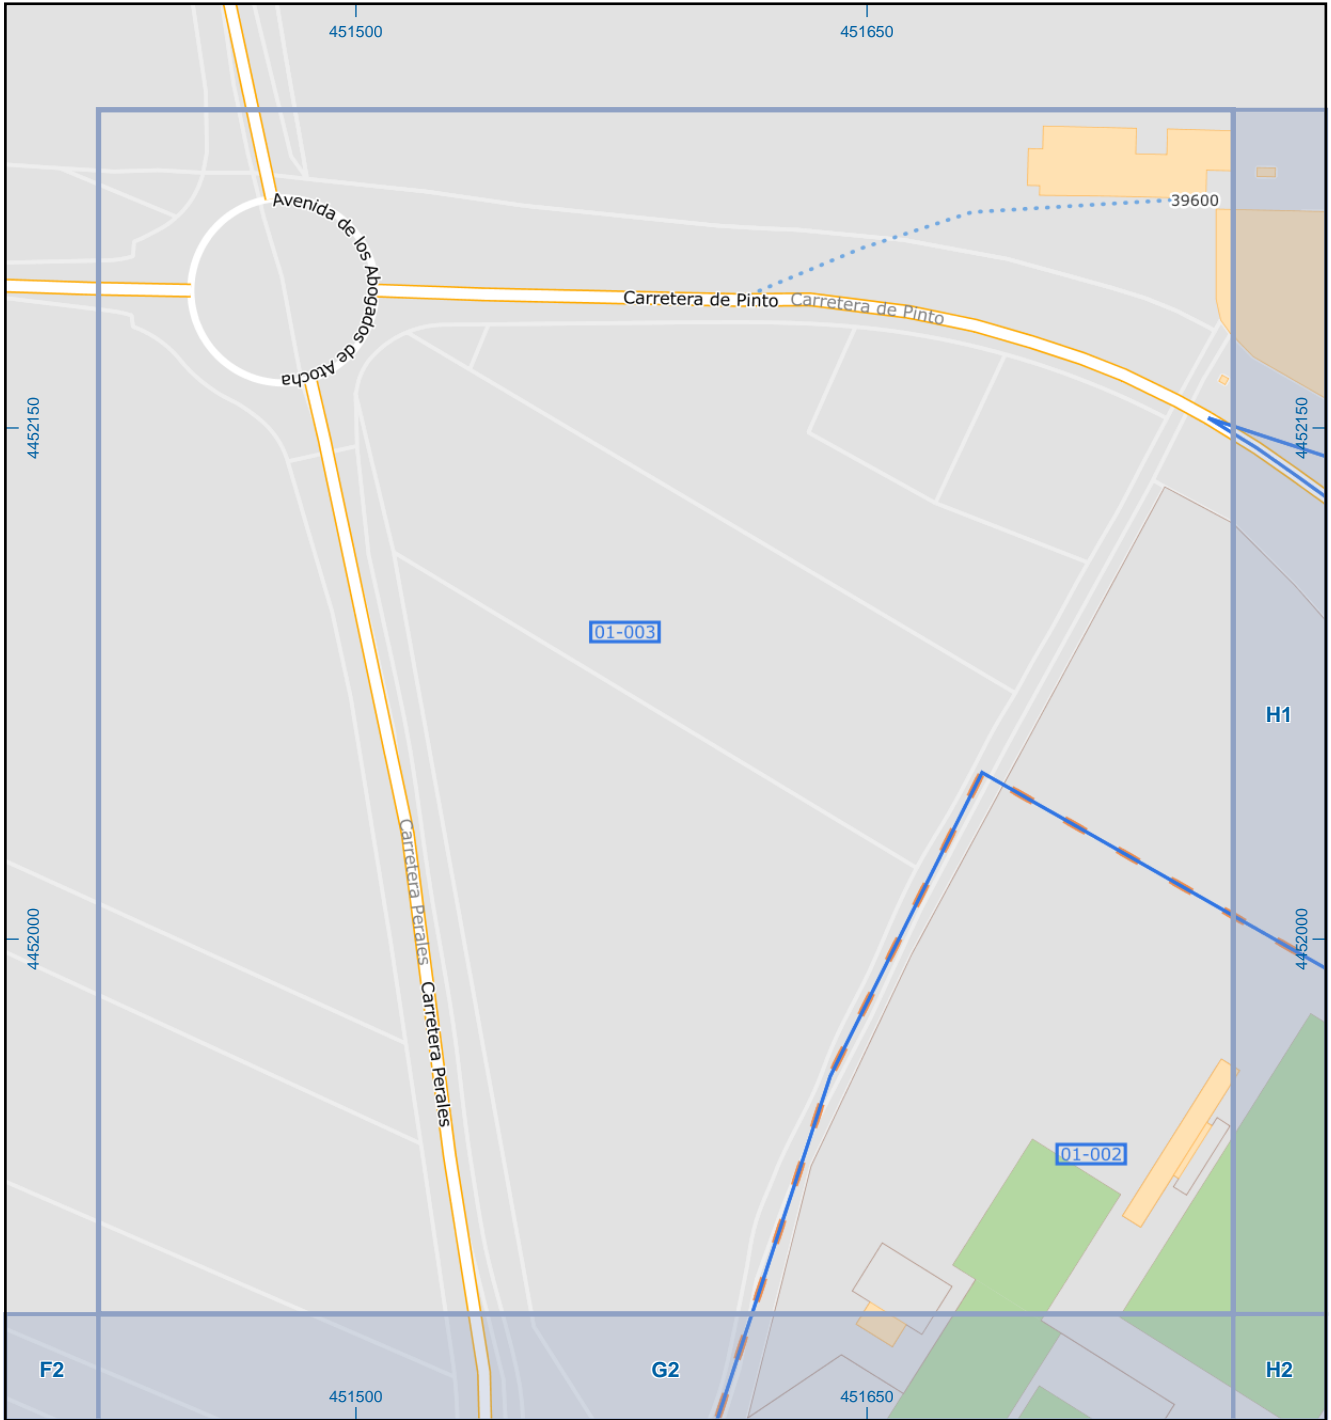 451500
451650
Avenida de los Abogados de Atocha
39600
Carretera de Pinto
Carretera de Pinto
4452150
4452150
01-003
H1
Carretera Perales
4452000
4452000
Carretera Perales
01-002
F2
G2
H2
451500
451650